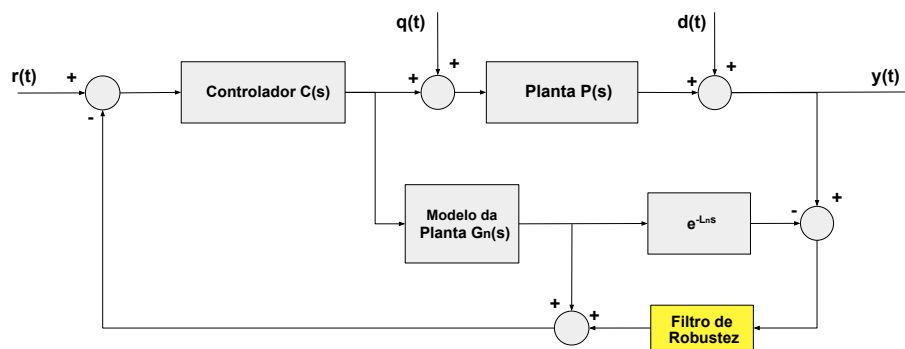 q(t)
d(t)
r(t)
+
-
Controlador C(s)
+
+
Planta P(s)
+
+
y(t)
Modelo da
Planta Gn(s)
e-Lns
-
+
+
+
Filtro de
Robustez